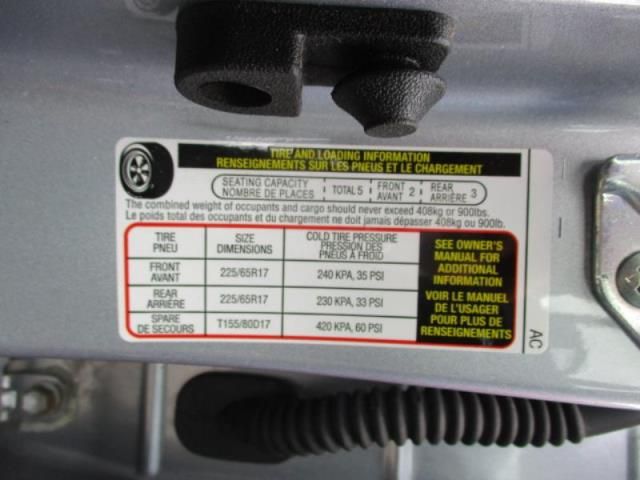 TIRE AND LOADING INFORMATION
RENSEIGNEMENTS SUR LES PNEUS ET LE CHARGEMENT
SEATING CAPACITY
NOMBRE DE PLACES
TOTAL 5
FRONT
AVANT 2
REAR
ARRIÈRE 3
The combined weight of occupants and cargo should never exceed 408kg or 900lbs.
Le poids total des occupants et du chargement ne doit jamais dépasser 408kg ou 900lbs.
TIRE
PNEU
SIZE
DIMENSIONS
COLD TIRE PRESSURE
PRESSION DES
PNEUS À FROID
FRONT
AVANT
225/65R17
240 KPA, 35 PSI
REAR
ARRIÈRE
225/65R17
230 KPA, 33 PSI
SPARE
DE SECOURS
T155/80D17
420 KPA, 60 PSI
SEE OWNER'S
MANUAL FOR
ADDITIONAL
INFORMATION
VOIR LE MANUEL
DE L'USAGER
POUR PLUS DE
RENSEIGNEMENTS
AC